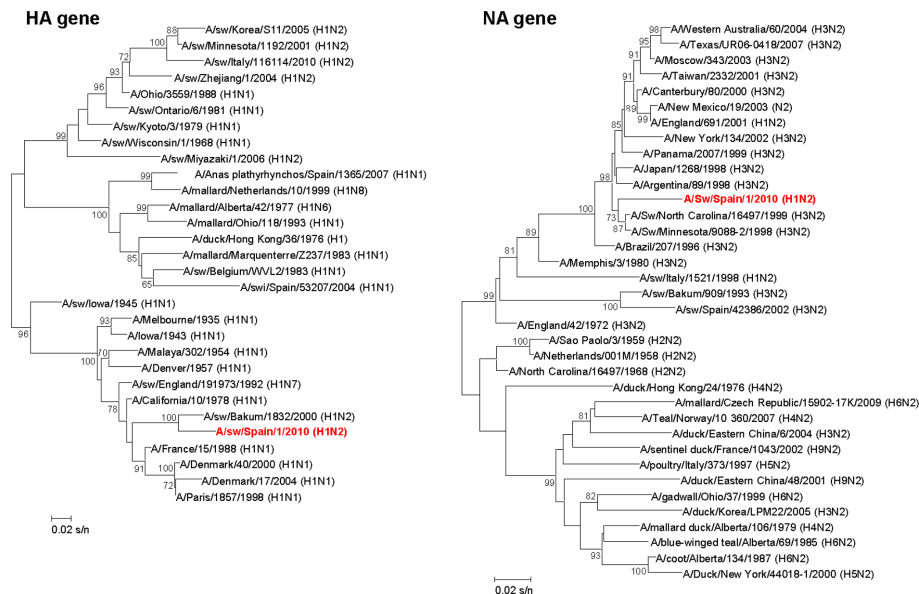 HA gene
88
A/sw/Korea/S11/2005 (H1N2)
100
A/sw/Minnesota/1192/2001 (H1N2)
72
A/sw/Italy/116114/2010 (H1N2)
93
A/sw/Zhejiang/1/2004 (H1N2)
96
A/Ohio/3559/1988 (H1N1)
A/sw/Ontario/6/1981 (H1N1)
A/sw/Kyoto/3/1979 (H1N1)
99
A/sw/Wisconsin/1/1968 (H1N1)
A/sw/Miyazaki/1/2006 (H1N2)
99
A/Anas plathyrhynchos/Spain/1365/2007 (H1N1)
A/mallard/Netherlands/10/1999 (H1N8)
100
A/mallard/Alberta/42/1977 (H1N6)
84
A/mallard/Ohio/118/1993 (H1N1)
A/duck/Hong Kong/36/1976 (H1)
85
A/mallard/Marquenterre/Z237/1983 (H1N1)
A/sw/Belgium/WVL2/1983 (H1N1)
65
A/swi/Spain/53207/2004 (H1N1)
A/sw/Iowa/1945 (H1N1)
96
93
A/Melbourne/1935 (H1N1)
A/Iowa/1943 (H1N1)
70
A/Malaya/302/1954 (H1N1)
100
A/Denver/1957 (H1N1)
A/sw/England/191973/1992 (H1N7)
78
A/California/10/1978 (H1N1)
100
A/sw/Bakum/1832/2000 (H1N2)
A/sw/Spain/1/2010 (H1N2)
A/France/15/1988 (H1N1)
91
100
A/Denmark/40/2000 (H1N1)
72
A/Denmark/17/2004 (H1N1)
A/Paris/1857/1998 (H1N1)
0.02 s/n
NA gene
98
A/Western Australia/60/2004 (H3N2)
95
A/Texas/UR06-0418/2007 (H3N2)
91
A/Moscow/343/2003 (H3N2)
A/Taiwan/2332/2001 (H3N2)
91
A/Canterbury/80/2000 (H3N2)
89
A/New Mexico/19/2003 (N2)
99
A/England/691/2001 (H1N2)
85
A/New York/134/2002 (H3N2)
A/Panama/2007/1999 (H3N2)
98
A/Japan/1268/1998 (H3N2)
A/Argentina/89/1998 (H3N2)
A/Sw/Spain/1/2010 (H1N2)
100
73
A/Sw/North Carolina/16497/1999 (H3N2)
87
A/Sw/Minnesota/9088-2/1998 (H3N2)
A/Brazil/207/1996 (H3N2)
89
A/Memphis/3/1980 (H3N2)
81
A/sw/Italy/1521/1998 (H1N2)
A/sw/Bakum/909/1993 (H3N2)
99
100
A/sw/Spain/42386/2002 (H3N2)
A/England/42/1972 (H3N2)
A/Sao Paolo/3/1959 (H2N2)
100
A/Netherlands/001M/1958 (H2N2)
A/North Carolina/16497/1968 (H2N2)
A/duck/Hong Kong/24/1976 (H4N2)
A/mallard/Czech Republic/15902-17K/2009 (H6N2)
81
A/Teal/Norway/10 360/2007 (H4N2)
A/duck/Eastern China/6/2004 (H3N2)
A/sentinel duck/France/1043/2002 (H9N2)
A/poultry/Italy/373/1997 (H5N2)
99
A/duck/Eastern China/48/2001 (H9N2)
82
A/gadwall/Ohio/37/1999 (H6N2)
A/duck/Korea/LPM22/2005 (H3N2)
A/mallard duck/Alberta/106/1979 (H4N2)
A/blue-winged teal/Alberta/69/1985 (H6N2)
93
A/coot/Alberta/134/1987 (H6N2)
100
A/Duck/New York/44018-1/2000 (H5N2)
0.02 s/n